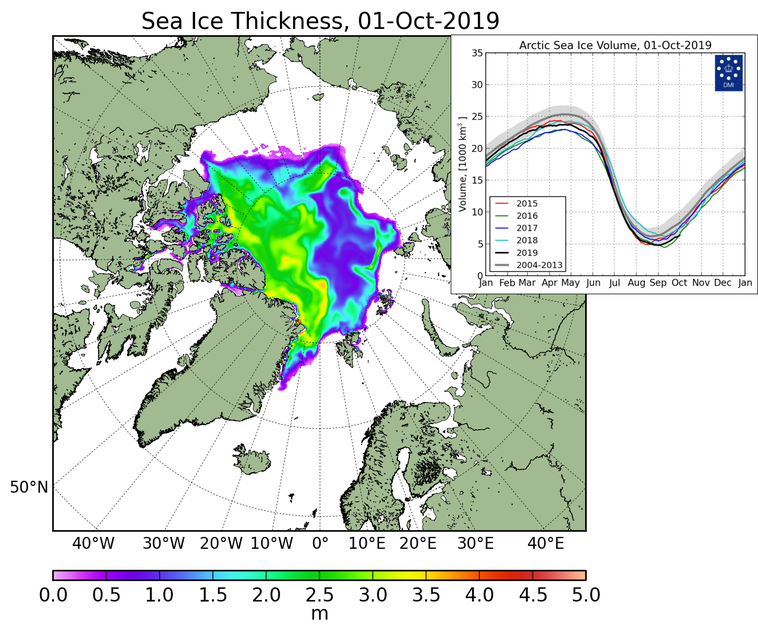 Sea Ice Thickness, 01-Oct-2019
Arctic Sea Ice Volume, 01-Oct-2019
Volume, [1000 km³]
35
30
25
20
15
10
5
0
DMI
2015
2016
2017
2018
2019
2004-2013
Jan Feb Mar Apr May Jun Jul Aug Sep Oct Nov Dec Jan
50°N
40°W 30°W 20°W 10°W 0° 10°E 20°E 30°E 40°E
0.0 0.5 1.0 1.5 2.0 2.5 3.0 3.5 4.0 4.5 5.0
m